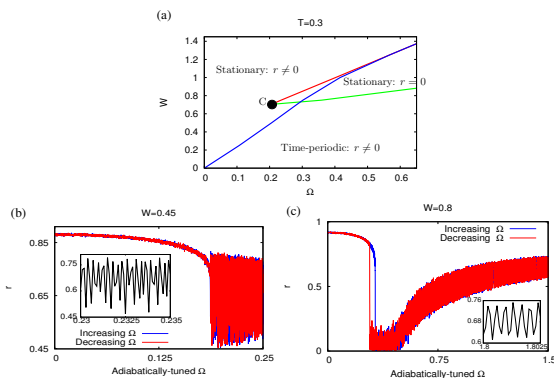 (a)
T=0.3
1.4
1.2
1
0.8
0.6
0.4
0.2
0
W
Stationary: r ≠ 0
Stationary: r = 0
C
Time-periodic: r ≠ 0
0 0.1 0.2 0.3 0.4 0.5 0.6
Ω
(b)
W=0.45
0.85
0.65
0.45
r
0.75
0.6
0.45
0.23 0.2325 0.235
Increasing Ω
Decreasing Ω
0 0.125 0.25
Adiabatically-tuned Ω
(c)
W=0.8
1
0.5
0
r
Increasing Ω
Decreasing Ω
0.76
0.68
0.6
1.8 1.8025
0 0.75 1.5
Adiabatically-tuned Ω